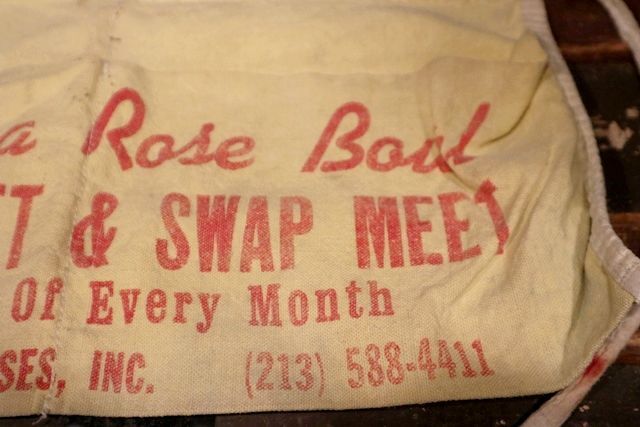 a Rose Bowl
T & SWAP MEET
Of Every Month
SES, INC. (213) 588-4411